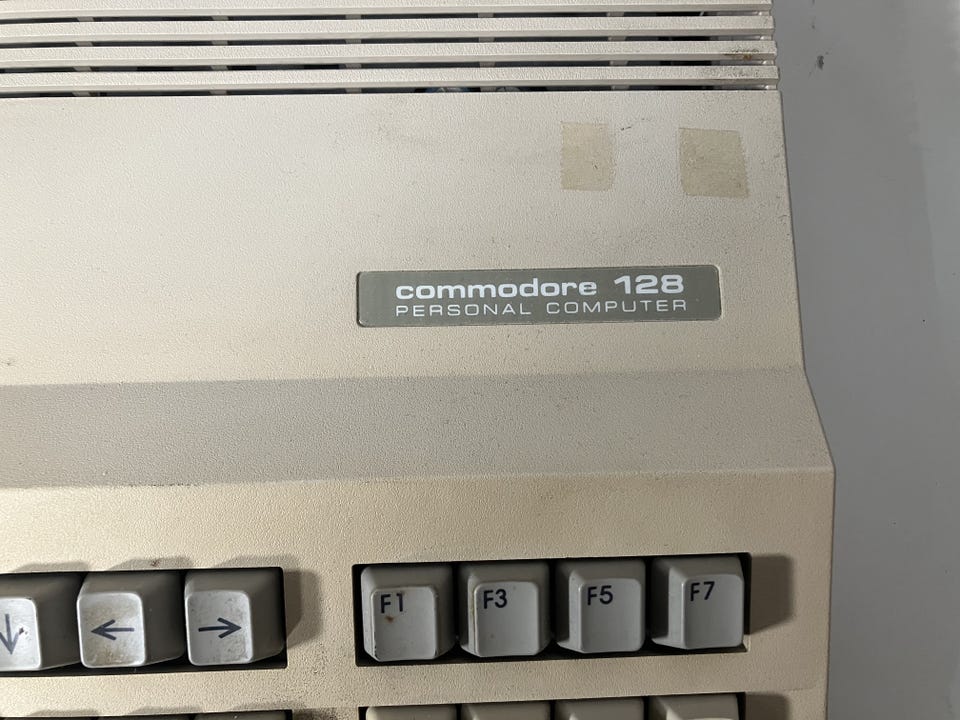 commodore 128
PERSONAL COMPUTER
↓ ← → F1 F3 F5 F7